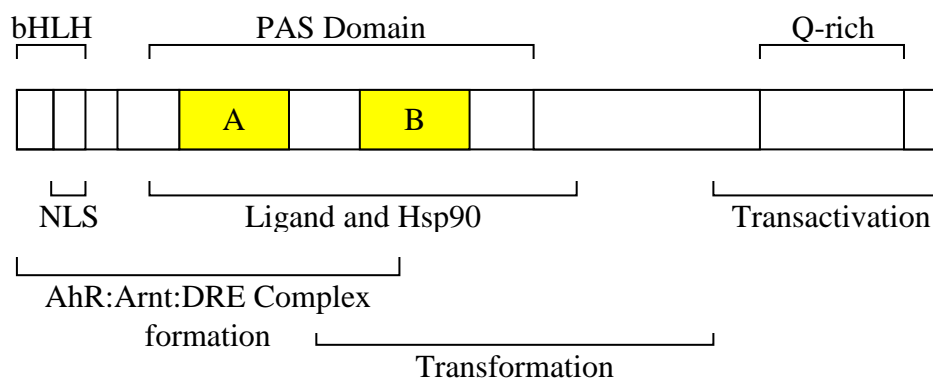 bHLH PAS Domain Q-rich
A B
NLS Ligand and Hsp90 Transactivation
AhR:Arnt:DRE Complex
formation
Transformation